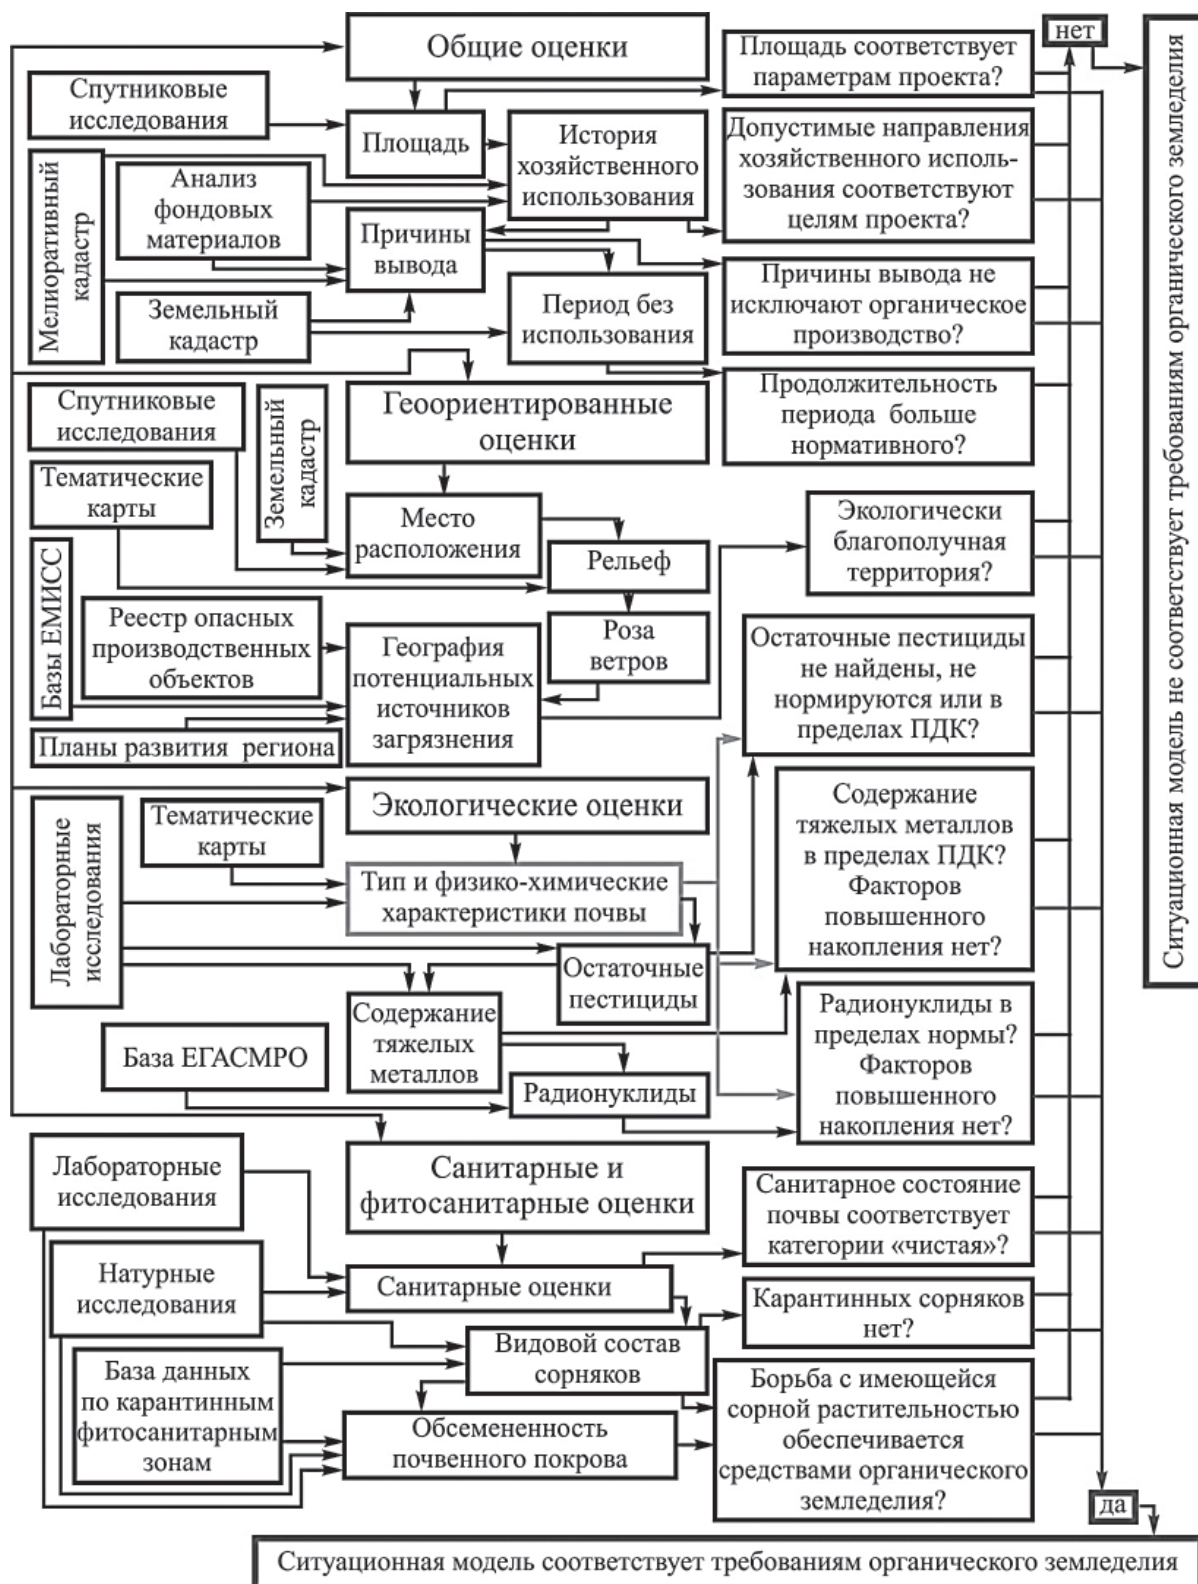 Общие оценки
Площадь соответствует
параметрам проекта?
нет
Спутниковые
исследования
Площадь
История
хозяйственного
использования
Допустимые направления
хозяйственного исполь-
зования соответствуют
целям проекта?
Мелиоративный
кадастр
Анализ
фондовых
материалов
Причины
вывода
Земельный
кадастр
Период без
использования
Причины вывода не
исключают органическое
производство?
Продолжительность
периода больше
нормативного?
Ситуационная модель не соответствует требованиям органического земледелия
Геоориентированные
оценки
Спутниковые
исследования
Земельный
кадастр
Тематические
карты
Место
расположения
Рельеф
Роза
ветров
Экологически
благополучная
территория?
Базы ЕМИСС
Реестр опасных
производственных
объектов
География
потенциальных
источников
загрязнения
Планы развития региона
Остаточные пестициды
не найдены, не
нормируются или в
пределах ПДК?
Экологические оценки
Лабораторные
исследования
Тематические
карты
Тип и физико-химические
характеристики почвы
Содержание
тяжелых металлов
в пределах ПДК?
Факторов
повышенного
накопления нет?
Остаточные
пестициды
Содержание
тяжелых
металлов
База ЕГАСМРО
Радионуклиды
Радионуклиды в
пределах нормы?
Факторов
повышенного
накопления нет?
Санитарные и
фитосанитарные оценки
Лабораторные
исследования
Санитарное состояние
почвы соответствует
категории «чистая»?
Натурные
исследования
Санитарные оценки
Карантинных сорняков
нет?
Видовой состав
сорняков
База данных
по карантинным
фитосанитарным
зонам
Обсемененность
почвенного покрова
Борьба с имеющейся
сорной растительностью
обеспечивается
средствами органического
земледелия?
да
Ситуационная модель соответствует требованиям органического земледелия